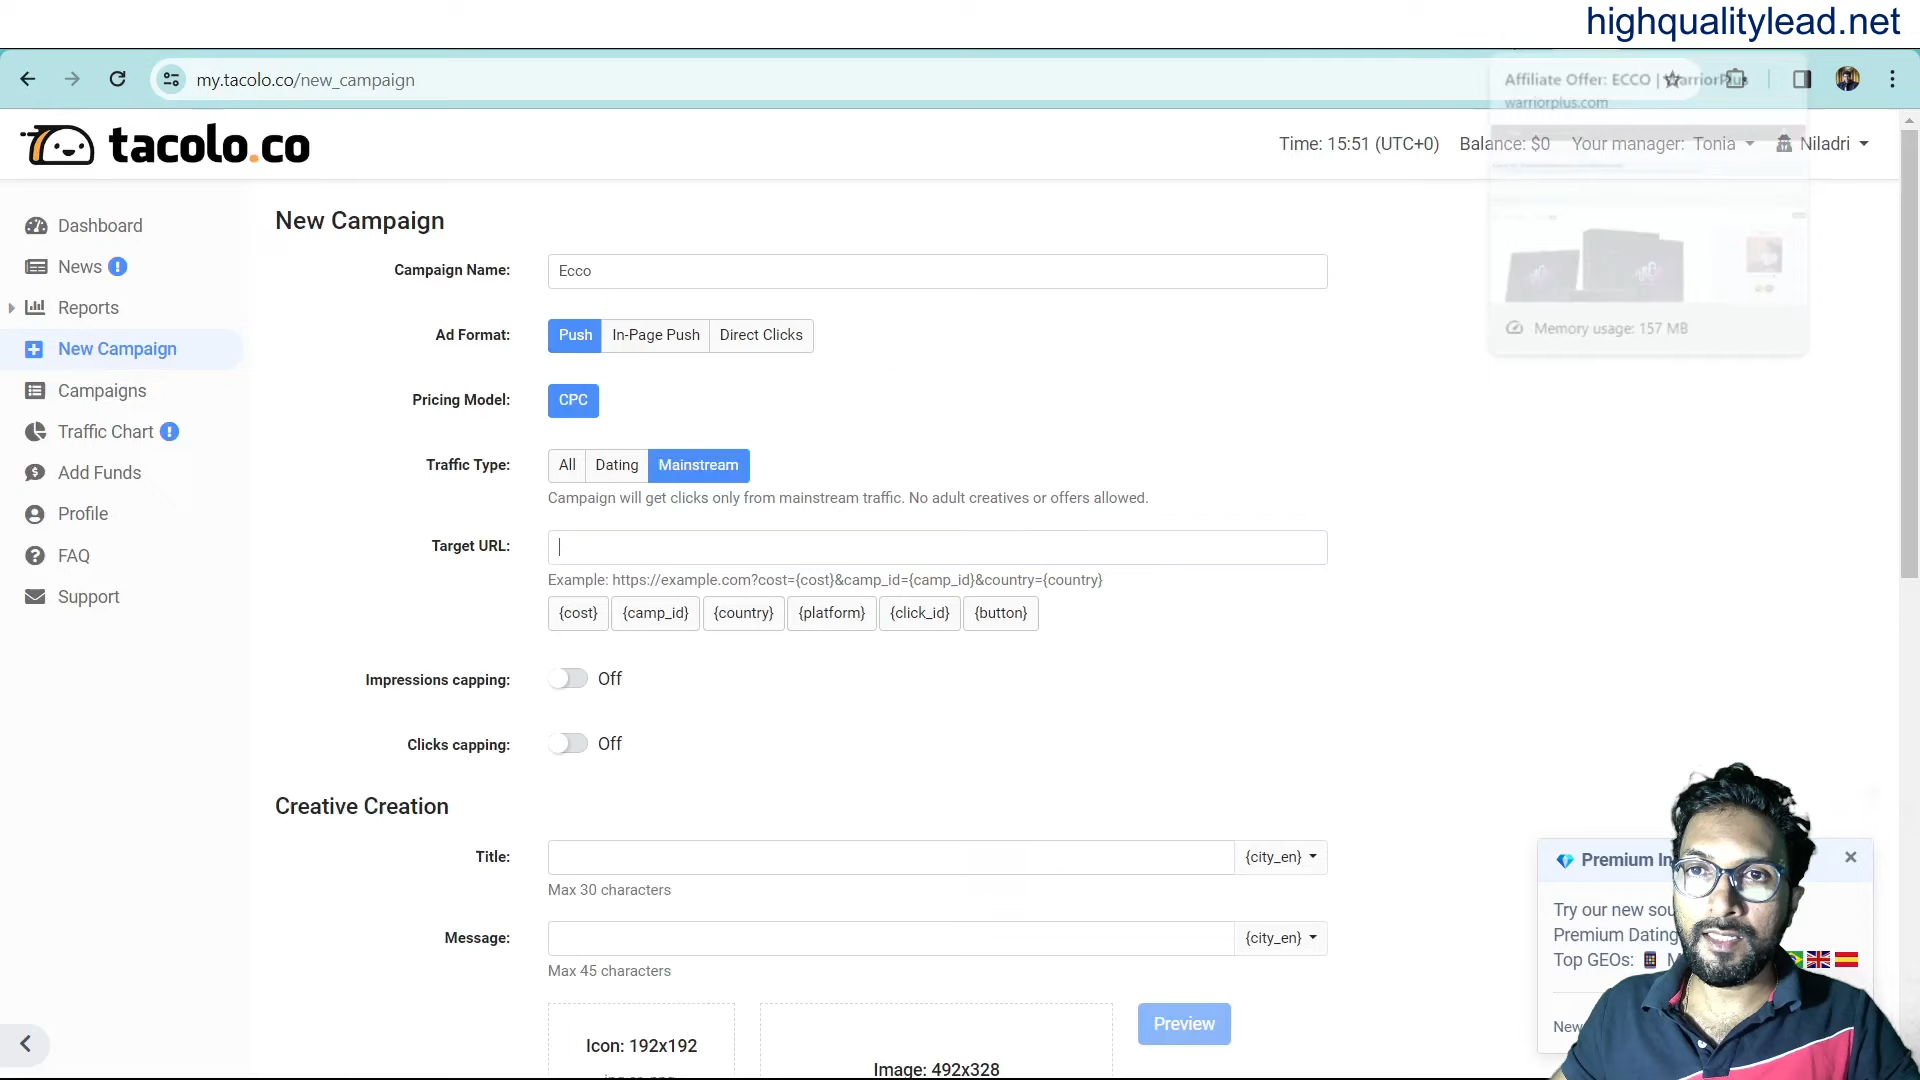 highqualitylead.net
my.tacolo.co/new_campaign
Affiliate Offer: ECCO |
warriorplus.com
tacolo.co
Time: 15:51 (UTC+0) Balance: $0 Your manager: Tonia Niladri
Memory usage: 157 MB
Dashboard
News
Reports
New Campaign
Campaigns
Traffic Chart
Add Funds
Profile
FAQ
Support
New Campaign
Campaign Name: Ecco
Ad Format: Push In-Page Push Direct Clicks
Pricing Model: CPC
Traffic Type: All Dating Mainstream
Campaign will get clicks only from mainstream traffic. No adult creatives or offers allowed.
Target URL:
Example: https://example.com?cost={cost}&camp_id={camp_id}&country={country}
{cost} {camp_id} {country} {platform} {click_id} {button}
Impressions capping: Off
Clicks capping: Off
Creative Creation
Title: {city_en}
Max 30 characters
Message: {city_en}
Max 45 characters
Icon: 192x192
Image: 492x328
Preview
Premium
Try our new
Premium Dating
Top GEOs:
New